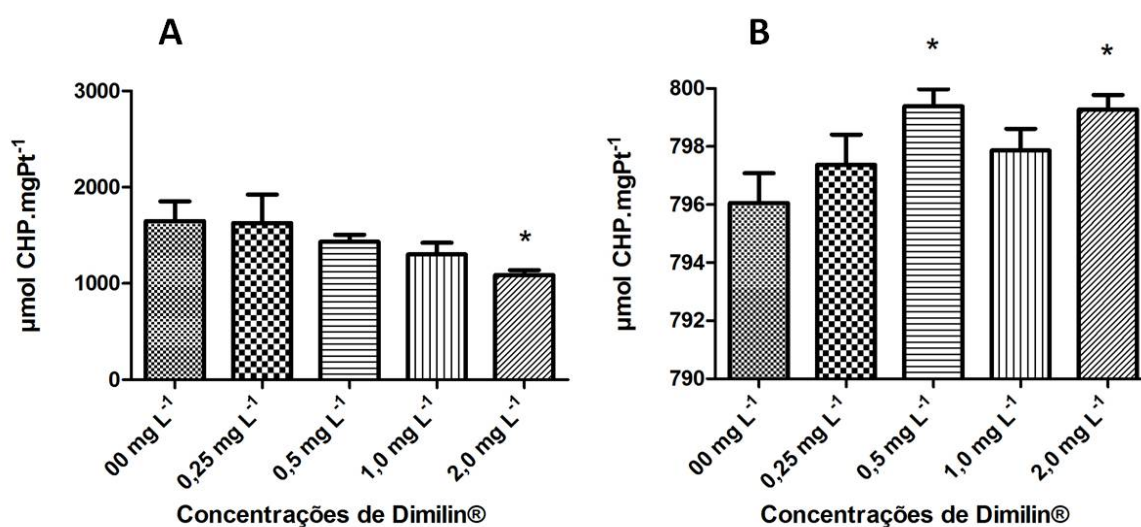 A
µmol CHP.mgPt⁻¹
3000
2000
1000
0
00 mg L⁻¹
0,25 mg L⁻¹
0,5 mg L⁻¹
1,0 mg L⁻¹
2,0 mg L⁻¹
*
Concentrações de Dimilin®
B
µmol CHP.mgPt⁻¹
800
798
796
794
792
790
*
*
00 mg L⁻¹
0,25 mg L⁻¹
0,5 mg L⁻¹
1,0 mg L⁻¹
2,0 mg L⁻¹
Concentrações de Dimilin®